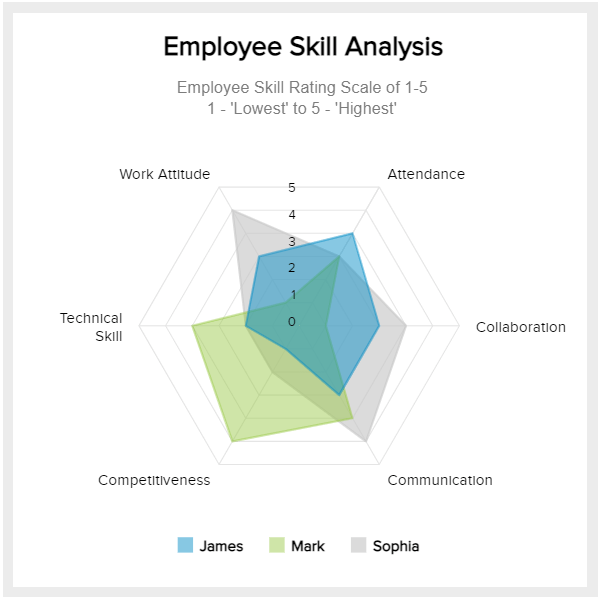 Employee Skill Analysis
Employee Skill Rating Scale of 1-5
1 - 'Lowest' to 5 - 'Highest'
Work Attitude
Attendance
5
4
3
2
1
0
Technical
Skill
Collaboration
Competitiveness
Communication
James
Mark
Sophia